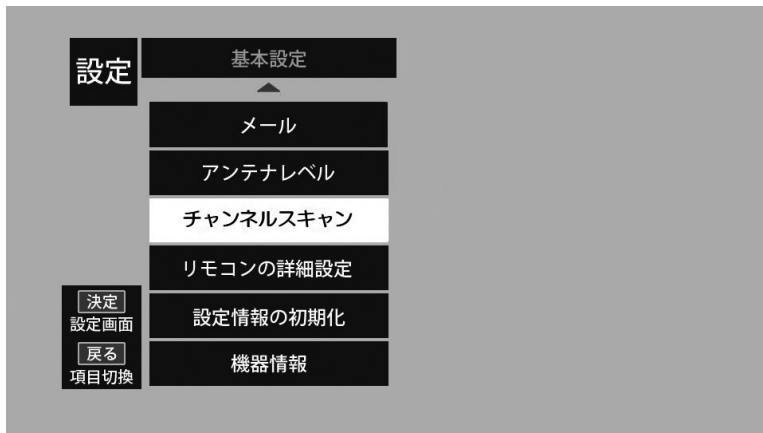 設定
基本設定
メール
アンテナレベル
チャンネルスキャン
リモコンの詳細設定
設定情報の初期化
機器情報
決定
設定画面
戻る
項目切換